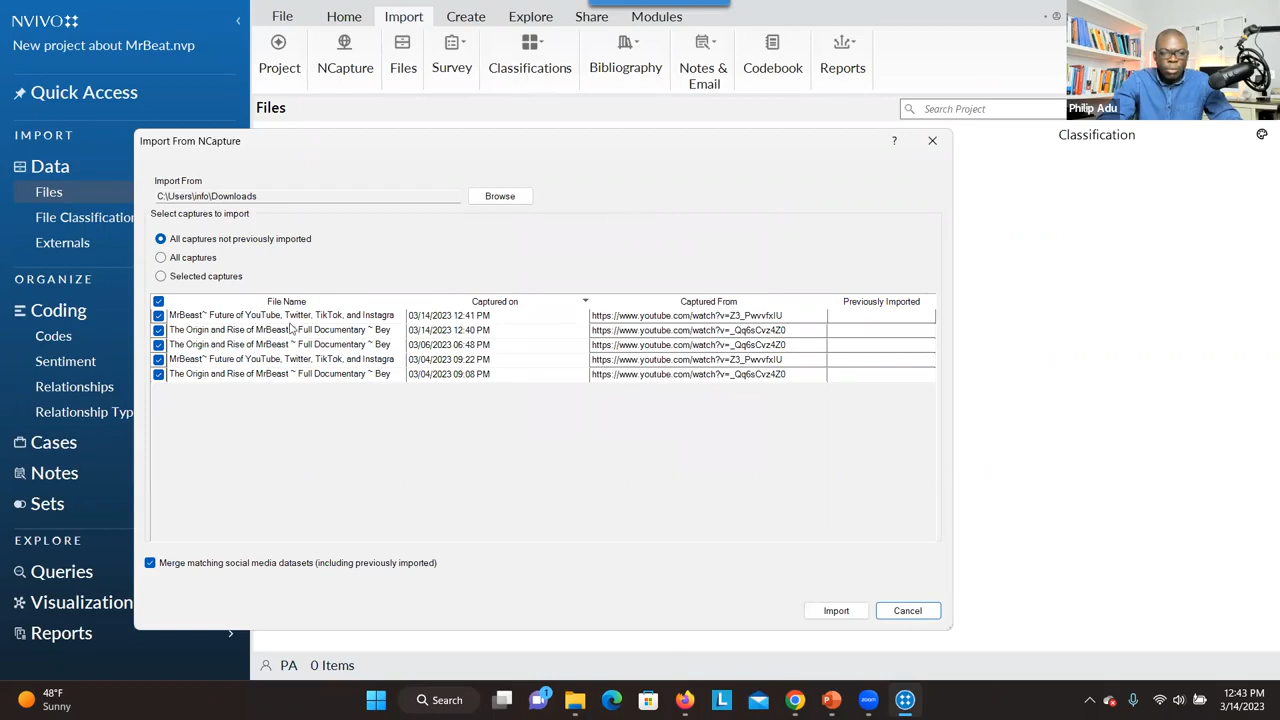 NVIVO
New project about MrBeat.nvp
Quick Access
IMPORT
Data
Files
File Classification
Externals
ORGANIZE
Coding
Codes
Sentiment
Relationships
Relationship Typ
Cases
Notes
Sets
EXPLORE
Queries
Visualization
Reports
File Home Import Create Explore Share Modules
Project NCapture Files Survey Classifications Bibliography Notes & Email Codebook Reports
Files
Search Project
Philip Adu
Classification
Import From NCapture
?
Import From
C:\Users\info\Downloads
Browse
Select captures to import
All captures not previously imported
All captures
Selected captures
File Name Captured on Captured From Previously Imported
MrBeast~ Future of YouTube, Twitter, TikTok, and Instagra 03/14/2023 12:41 PM https://www.youtube.com/watch?v=Z3_PwvvfxIU
The Origin and Rise of MrBeast ~ Full Documentary ~ Bey 03/14/2023 12:40 PM https://www.youtube.com/watch?v=_Qq6sCvz4Z0
The Origin and Rise of MrBeast ~ Full Documentary ~ Bey 03/06/2023 06:48 PM https://www.youtube.com/watch?v=_Qq6sCvz4Z0
MrBeast~ Future of YouTube, Twitter, TikTok, and Instagra 03/04/2023 09:22 PM https://www.youtube.com/watch?v=Z3_PwvvfxIU
The Origin and Rise of MrBeast ~ Full Documentary ~ Bey 03/04/2023 09:08 PM https://www.youtube.com/watch?v=_Qq6sCvz4Z0
Merge matching social media datasets (including previously imported)
Import Cancel
PA 0 Items
48°F
Sunny
Search
1
L
P
zoom
12:43 PM
3/14/2023